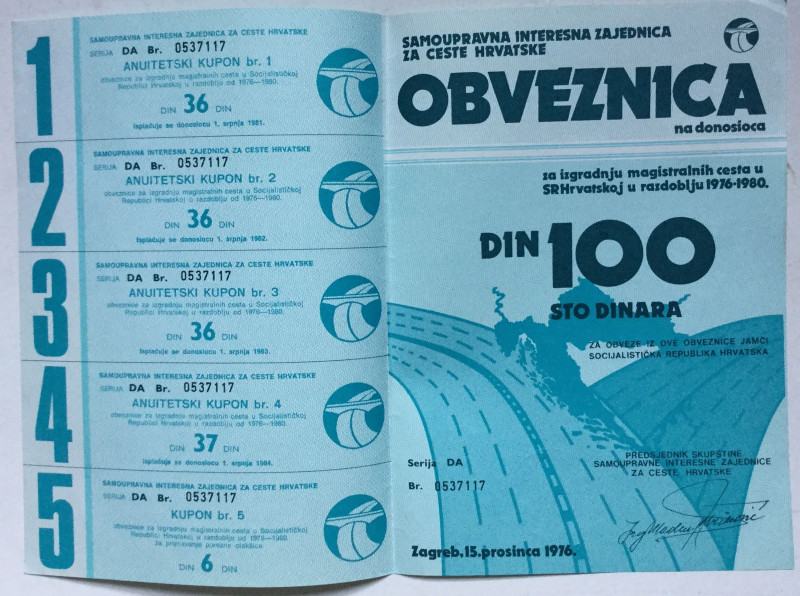 1
SAMOUPRAVNA INTERESNA ZAJEDNICA ZA CESTE HRVATSKE
SERIJA DA Br. 0537117
ANUITETSKI KUPON br. 1
obveznice za izgradnju magistralnih cesta u Socijalističkoj
Republici Hrvatskoj u razdoblju od 1976—1980.
DIN 36 DIN
Isplaćuje se donosiocu 1. srpnja 1981.
2
SAMOUPRAVNA INTERESNA ZAJEDNICA ZA CESTE HRVATSKE
SERIJA DA Br. 0537117
ANUITETSKI KUPON br. 2
obveznice za izgradnju magistralnih cesta u Socijalističkoj
Republici Hrvatskoj u razdoblju od 1976—1980.
DIN 36 DIN
Isplaćuje se donosiocu 1. srpnja 1982.
3
SAMOUPRAVNA INTERESNA ZAJEDNICA ZA CESTE HRVATSKE
SERIJA DA Br. 0537117
ANUITETSKI KUPON br. 3
obveznice za izgradnju magistralnih cesta u Socijalističkoj
Republici Hrvatskoj u razdoblju od 1976—1980.
DIN 36 DIN
Isplaćuje se donosiocu 1. srpnja 1983.
4
SAMOUPRAVNA INTERESNA ZAJEDNICA ZA CESTE HRVATSKE
SERIJA DA Br. 0537117
ANUITETSKI KUPON br. 4
obveznice za izgradnju magistralnih cesta u Socijalističkoj
Republici Hrvatskoj u razdoblju od 1976—1980.
DIN 37 DIN
Isplaćuje se donosiocu 1. srpnja 1984.
5
SAMOUPRAVNA INTERESNA ZAJEDNICA ZA CESTE HRVATSKE
SERIJA DA Br. 0537117
KUPON br. 5
obveznice za izgradnju magistralnih cesta u Socijalističkoj
Republici Hrvatskoj u razdoblju od 1976—1980.
za priznavanje porezne olakšice
DIN 6 DIN
SAMOUPRAVNA INTERESNA ZAJEDNICA
ZA CESTE HRVATSKE
OBVEZNICA
na donosioca
za izgradnju magistralnih cesta u
SRHrvatskoj u razdoblju 1976-1980.
DIN 100
STO DINARA
ZA OBVEZE IZ OVE OBVEZNICE JAMČI
SOCIJALISTIČKA REPUBLIKA HRVATSKA
Serija DA
Br. 0537117
PREDSJEDNIK SKUPŠTINE
SAMOUPRAVNE INTERESNE ZAJEDNICE
ZA CESTE HRVATSKE
Zagreb, 15. prosinca 1976.